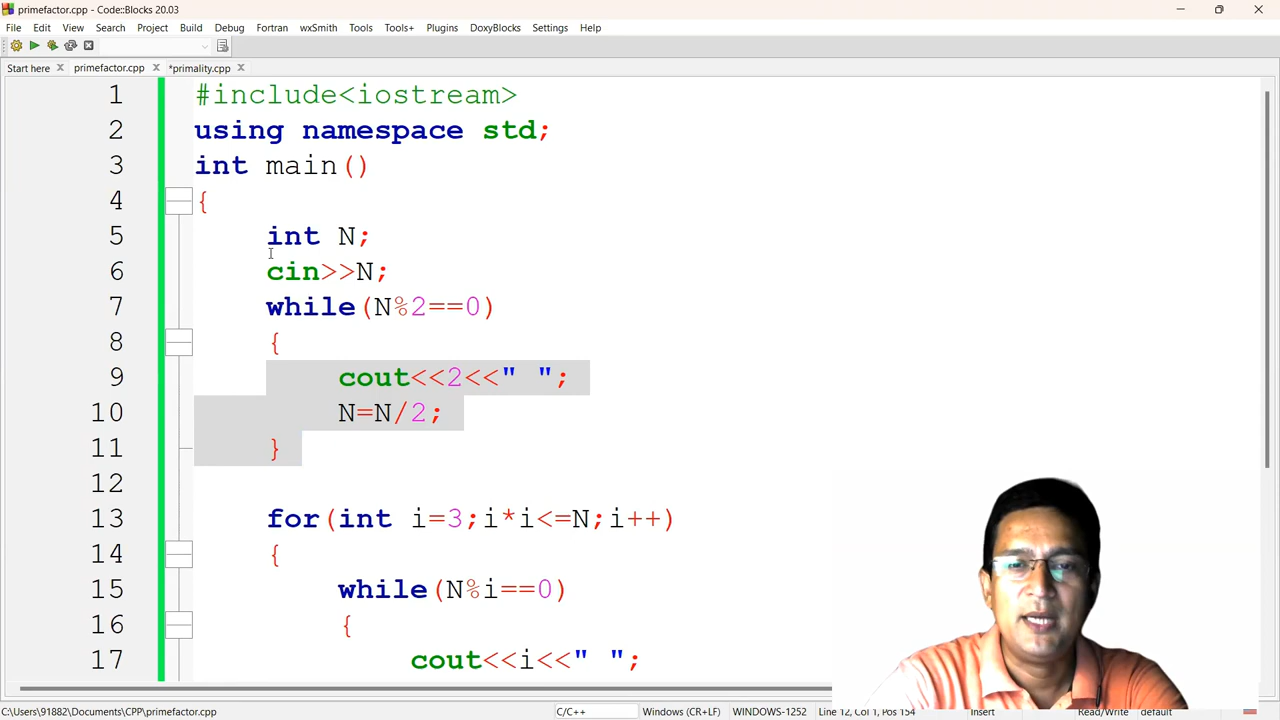 primefactor.cpp - Code::Blocks 20.03
File Edit View Search Project Build Debug Fortran wxSmith Tools Tools+ Plugins DoxyBlocks Settings Help
Start here primefactor.cpp *primality.cpp
1 #include<iostream>
2 using namespace std;
3 int main()
4 {
5 int N;
6 cin>>N;
7 while(N%2==0)
8 {
9 cout<<2<<" ";
10 N=N/2;
11 }
12
13 for(int i=3;i*i<=N;i++)
14 {
15 while(N%i==0)
16 {
17 cout<<i<<" ";
C:\Users\91882\Documents\CPP\primefactor.cpp C/C++ Windows (CR+LF) WINDOWS-1252 Line 12, Col 1, Pos 154 Insert Read/Write default